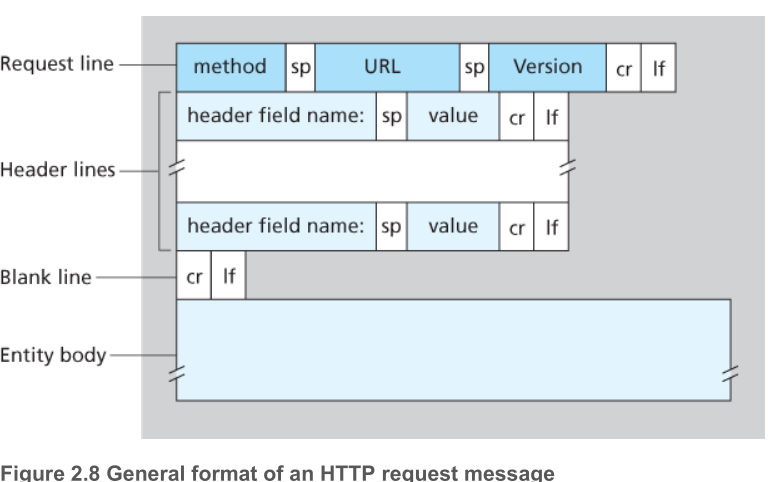 Request line method sp URL sp Version cr lf
header field name: sp value cr lf
Header lines
header field name: sp value cr lf
Blank line cr lf
Entity body
Figure 2.8 General format of an HTTP request message